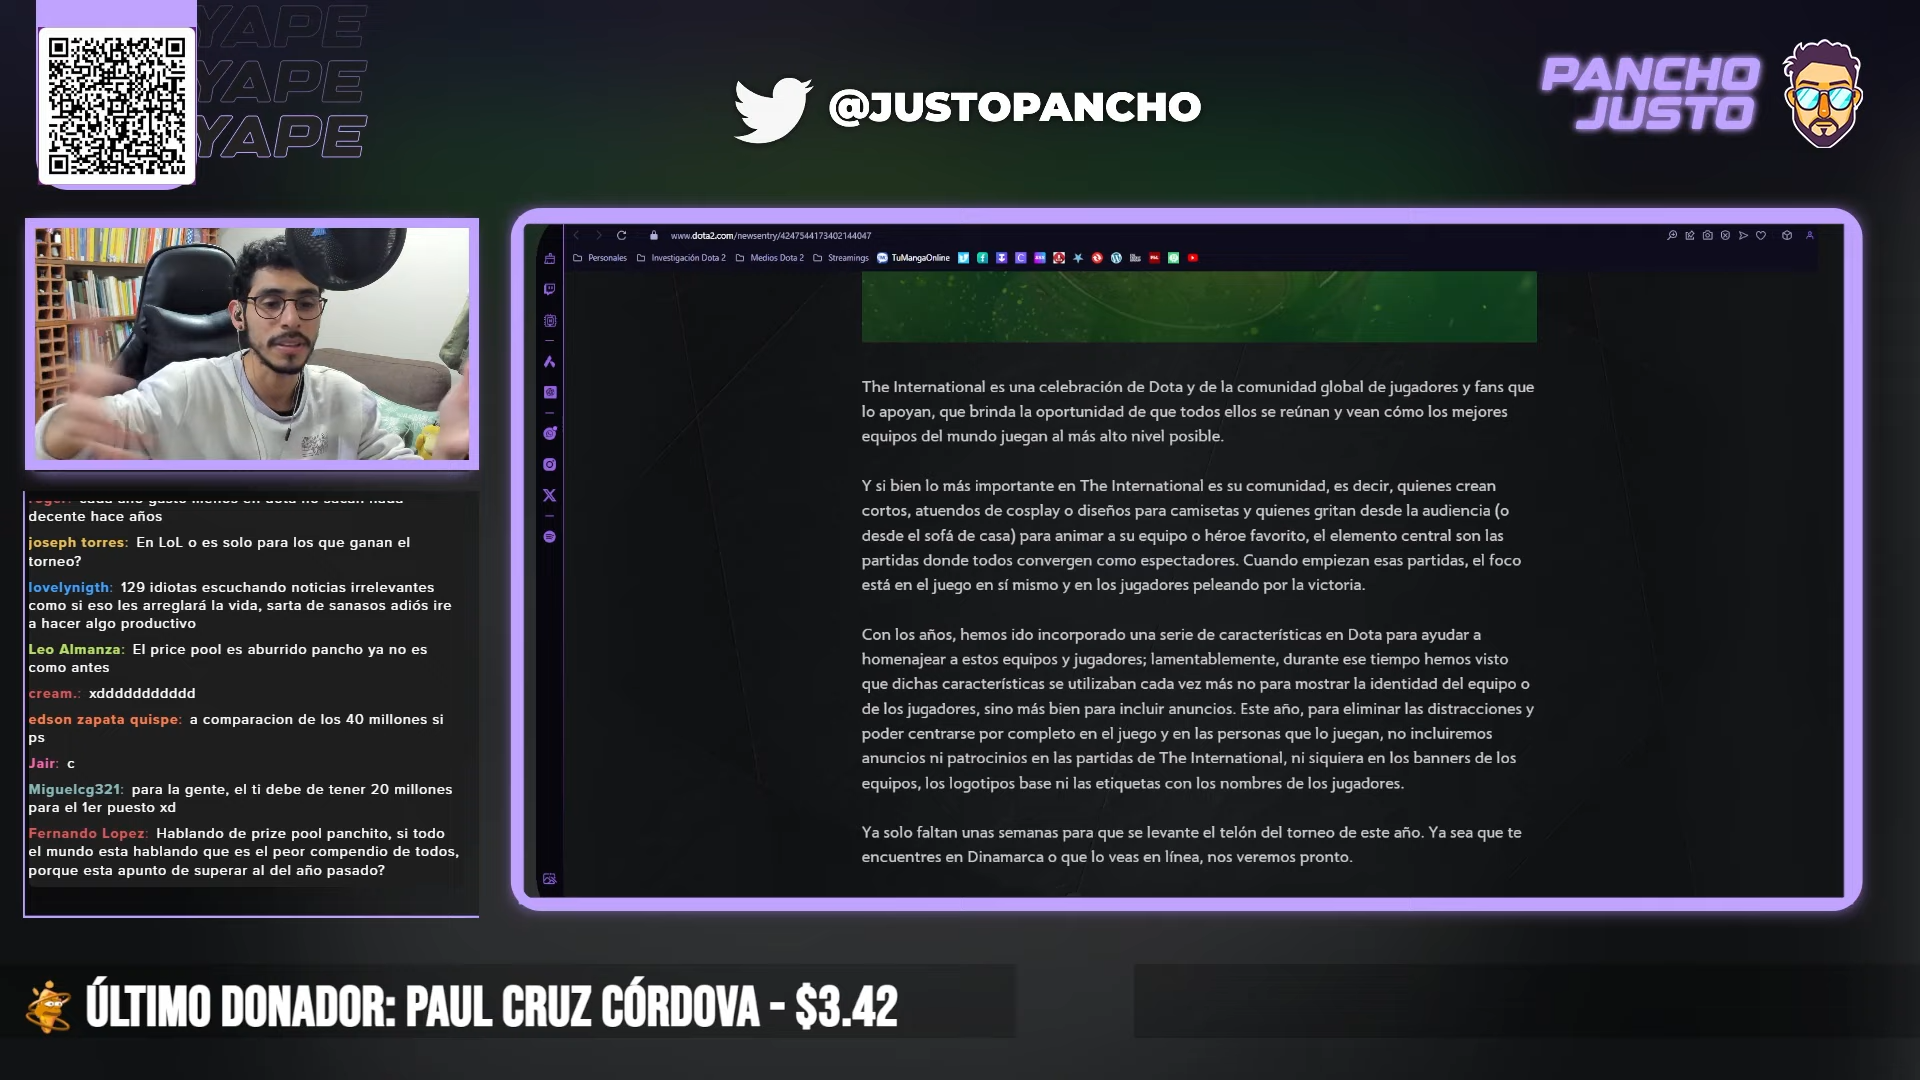 YAPE
YAPE
YAPE
@JUSTOPANCHO
PANCHO
JUSTO
www.dota2.com/newsentry/4247544173402144047
Personales
Investigación Dota 2
Medios Dota 2
Streamings
TuMangaOnline
The International es una celebración de Dota y de la comunidad global de jugadores y fans que
lo apoyan, que brinda la oportunidad de que todos ellos se reúnan y vean cómo los mejores
equipos del mundo juegan al más alto nivel posible.
Y si bien lo más importante en The International es su comunidad, es decir, quienes crean
cortos, atuendos de cosplay o diseños para camisetas y quienes gritan desde la audiencia (o
desde el sofá de casa) para animar a su equipo o héroe favorito, el elemento central son las
partidas donde todos convergen como espectadores. Cuando empiezan esas partidas, el foco
está en el juego en sí mismo y en los jugadores peleando por la victoria.
Con los años, hemos ido incorporado una serie de características en Dota para ayudar a
homenajear a estos equipos y jugadores; lamentablemente, durante ese tiempo hemos visto
que dichas características se utilizaban cada vez más no para mostrar la identidad del equipo o
de los jugadores, sino más bien para incluir anuncios. Este año, para eliminar las distracciones y
poder centrarse por completo en el juego y en las personas que lo juegan, no incluiremos
anuncios ni patrocinios en las partidas de The International, ni siquiera en los banners de los
equipos, los logotipos base ni las etiquetas con los nombres de los jugadores.
Ya solo faltan unas semanas para que se levante el telón del torneo de este año. Ya sea que te
encuentres en Dinamarca o que lo veas en línea, nos veremos pronto.
roger: cada año gasto menos en dota no sacan nada
decente hace años
joseph torres: En LoL o es solo para los que ganan el
torneo?
lovelynigth: 129 idiotas escuchando noticias irrelevantes
como si eso les arreglará la vida, sarta de sanasos adiós ire
a hacer algo productivo
Leo Almanza: El price pool es aburrido pancho ya no es
como antes
cream.: xddddddddddd
edson zapata quispe: a comparacion de los 40 millones si
ps
Jair: c
Miguelcg321: para la gente, el ti debe de tener 20 millones
para el 1er puesto xd
Fernando Lopez: Hablando de prize pool panchito, si todo
el mundo esta hablando que es el peor compendio de todos,
porque esta apunto de superar al del año pasado?
ÚLTIMO DONADOR: PAUL CRUZ CÓRDOVA - $3.42